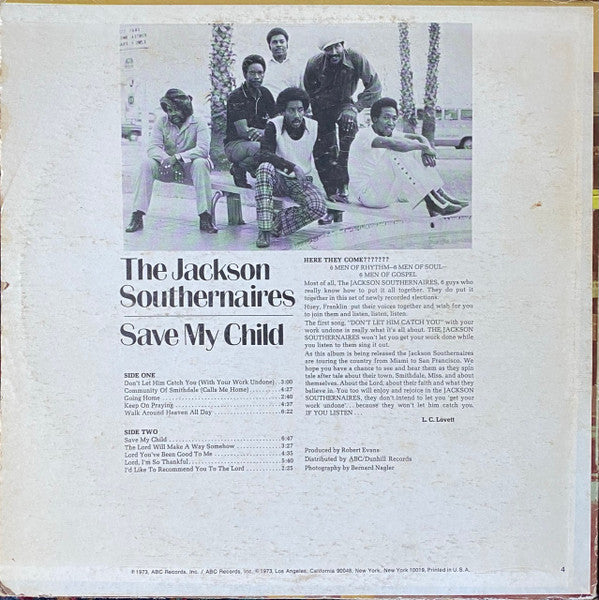 The Jackson
Southernaires
Save My Child
SIDE ONE
Don't Let Him Catch You (With Your Work Undone) . 3:00
Community Of Smithdale (Calls Me Home) . . . . . . . . 4:27
Going Home . . . . . . . . 2:40
Keep On Praying . . . . . . . . 4:37
Walk Around Heaven All Day . . . . . . . . 6:22
SIDE TWO
Save My Child . . . . . . . . 6:47
The Lord Will Make A Way Somehow . . . . . . . . 3:27
Lord You've Been Good To Me . . . . . . . . 4:35
Lord, I'm So Thankful . . . . . . . . 5:40
I'd Like To Recommend You To The Lord . . . . . . . . 2:25
HERE THEY COME???????
6 MEN OF RHYTHM—6 MEN OF SOUL—
6 MEN OF GOSPEL
Most of all, The JACKSON SOUTHERNAIRES, 6 guys who
really know how to put it all together. They do put it
together in this set of newly recorded elections.
Huey, Franklin put their voices together and wish for you
to join them and listen, listen, listen.
The first song, "DON'T LET HIM CATCH YOU" with your
work undone is really what it's all about. THE JACKSON
SOUTHERNAIRES won't let you get your work done while
you listen to them sing it out.
As this album is being released the Jackson Southernaires
are touring the country from Miami to San Francisco. We
hope you have a chance to see and hear them as they spin
tale after tale about their town, Smithdale, Miss. and about
themselves. About the Lord, about their faith and what they
believe in. You too will enjoy and rejoice in the JACKSON
SOUTHERNAIRES, they don't intend to let you 'get your
work undone' . . . because they won't let him catch you.
IF YOU LISTEN . . .
L. C. Lovett
Produced by Robert Evans
Distributed by ABC/Dunhill Records
Photography by Bernard Nagler
℗ 1973, ABC Records, Inc. / ABC Records, Inc. © 1973, Los Angeles, California 90048, New York, New York 10019, Printed in U.S.A.
4